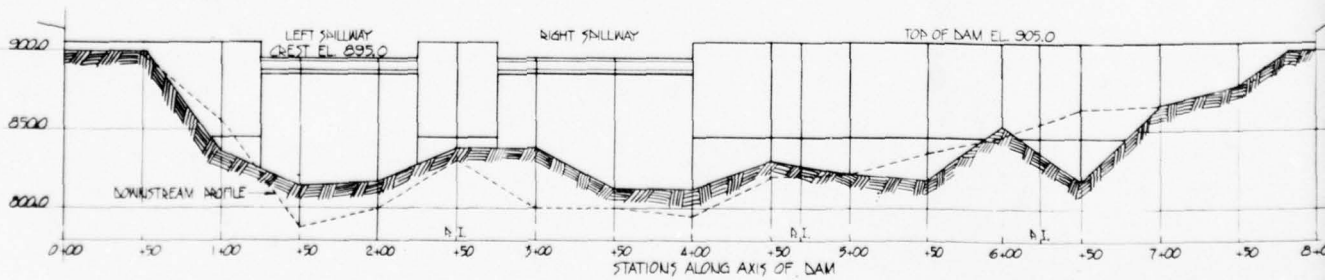 LEFT SPILLWAY
CREST EL. 895.0
RIGHT SPILLWAY
TOP OF DAM EL. 905.0
900.0
850.0
800.0
DOWNSTREAM PROFILE
P.I. P.I. P.I.
0+00 +50 1+00 +50 2+00 +50 3+00 +50 4+00 +50 5+00 +50 6+00 +50 7+00 +50
STATIONS ALONG AXIS OF DAM